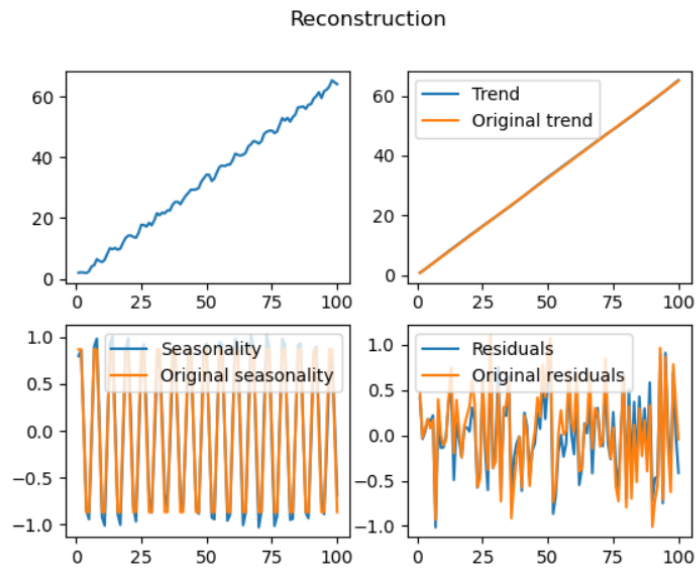 Reconstruction
60
40
20
0
0 25 50 75 100
Trend
Original trend
60
40
20
0
0 25 50 75 100
Seasonality
Original seasonality
1.0
0.5
0.0
−0.5
−1.0
0 25 50 75 100
Residuals
Original residuals
1.0
0.5
0.0
−0.5
−1.0
0 25 50 75 100